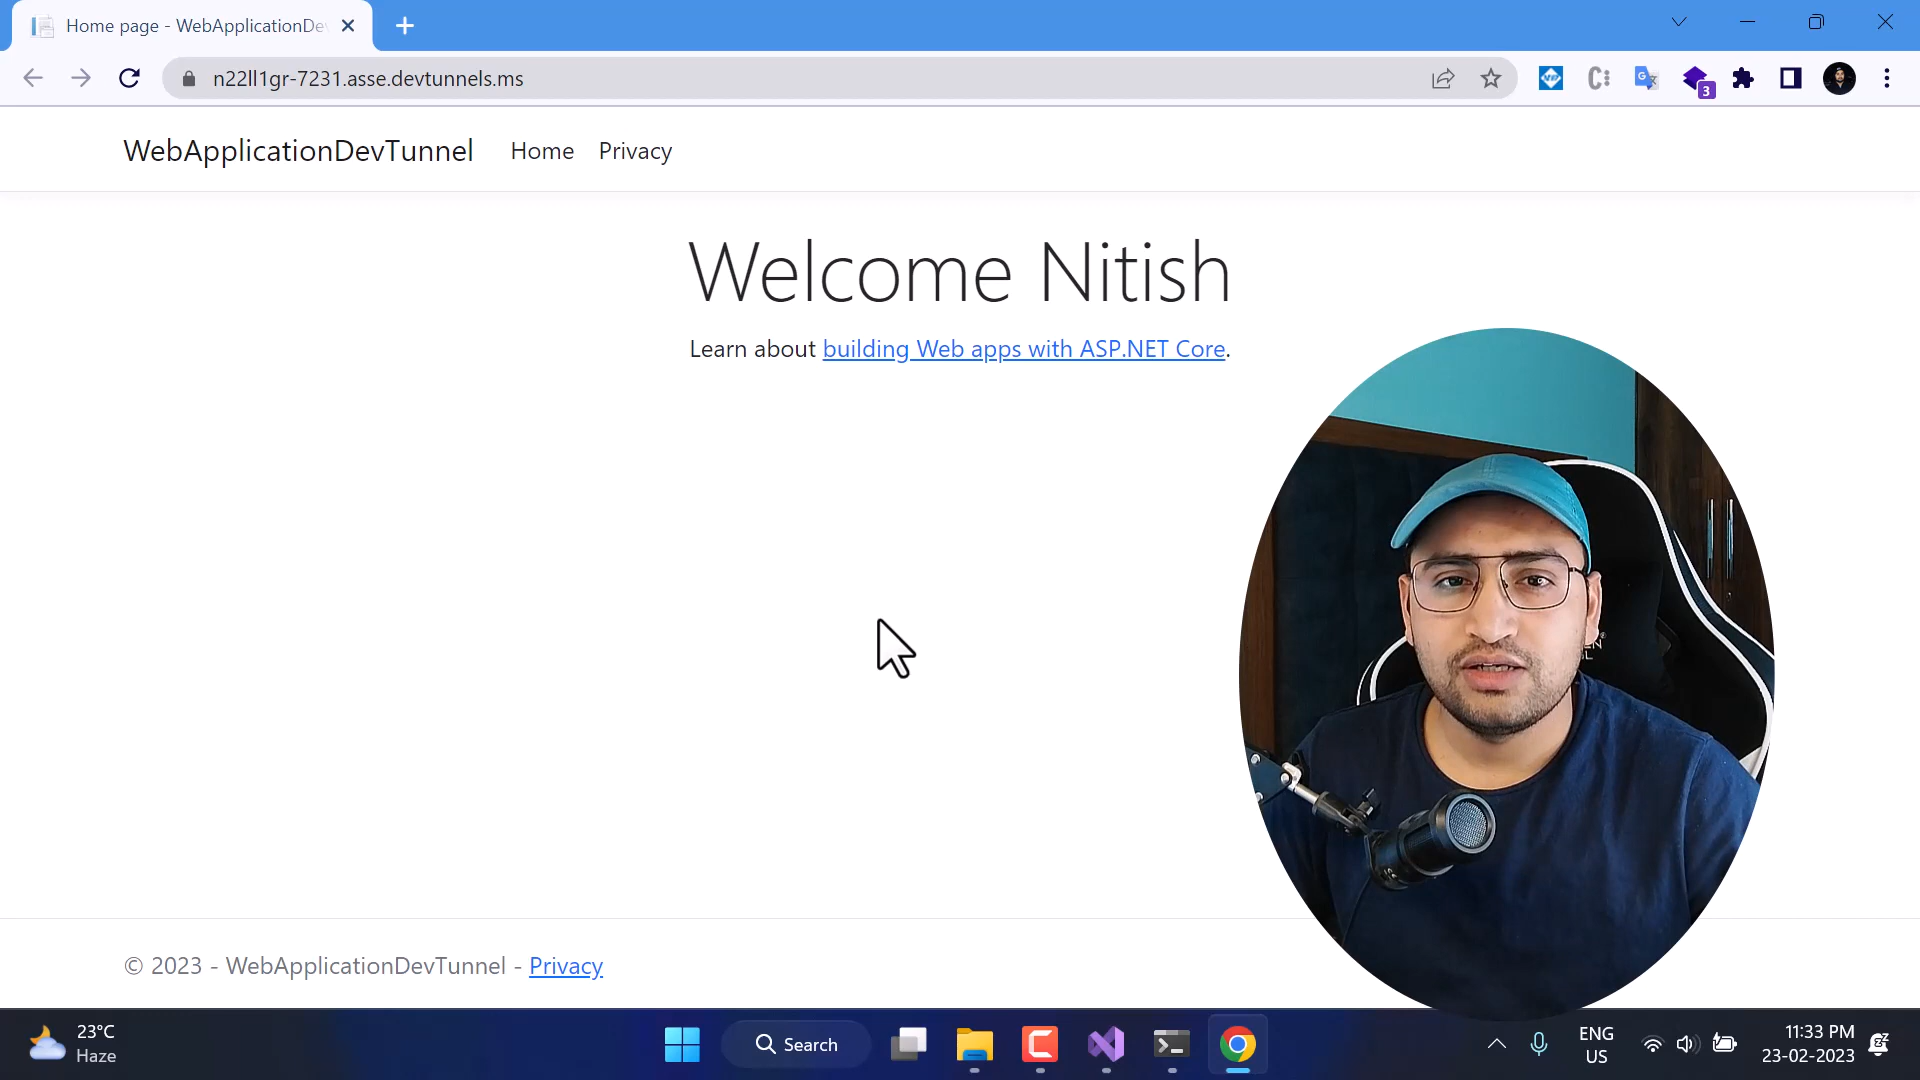 Home page - WebApplicationDe
n22ll1gr-7231.asse.devtunnels.ms
3
WebApplicationDevTunnel Home Privacy
Welcome Nitish
Learn about building Web apps with ASP.NET Core.
© 2023 - WebApplicationDevTunnel - Privacy
23°C
Haze
Search
ENG
US
11:33 PM
23-02-2023